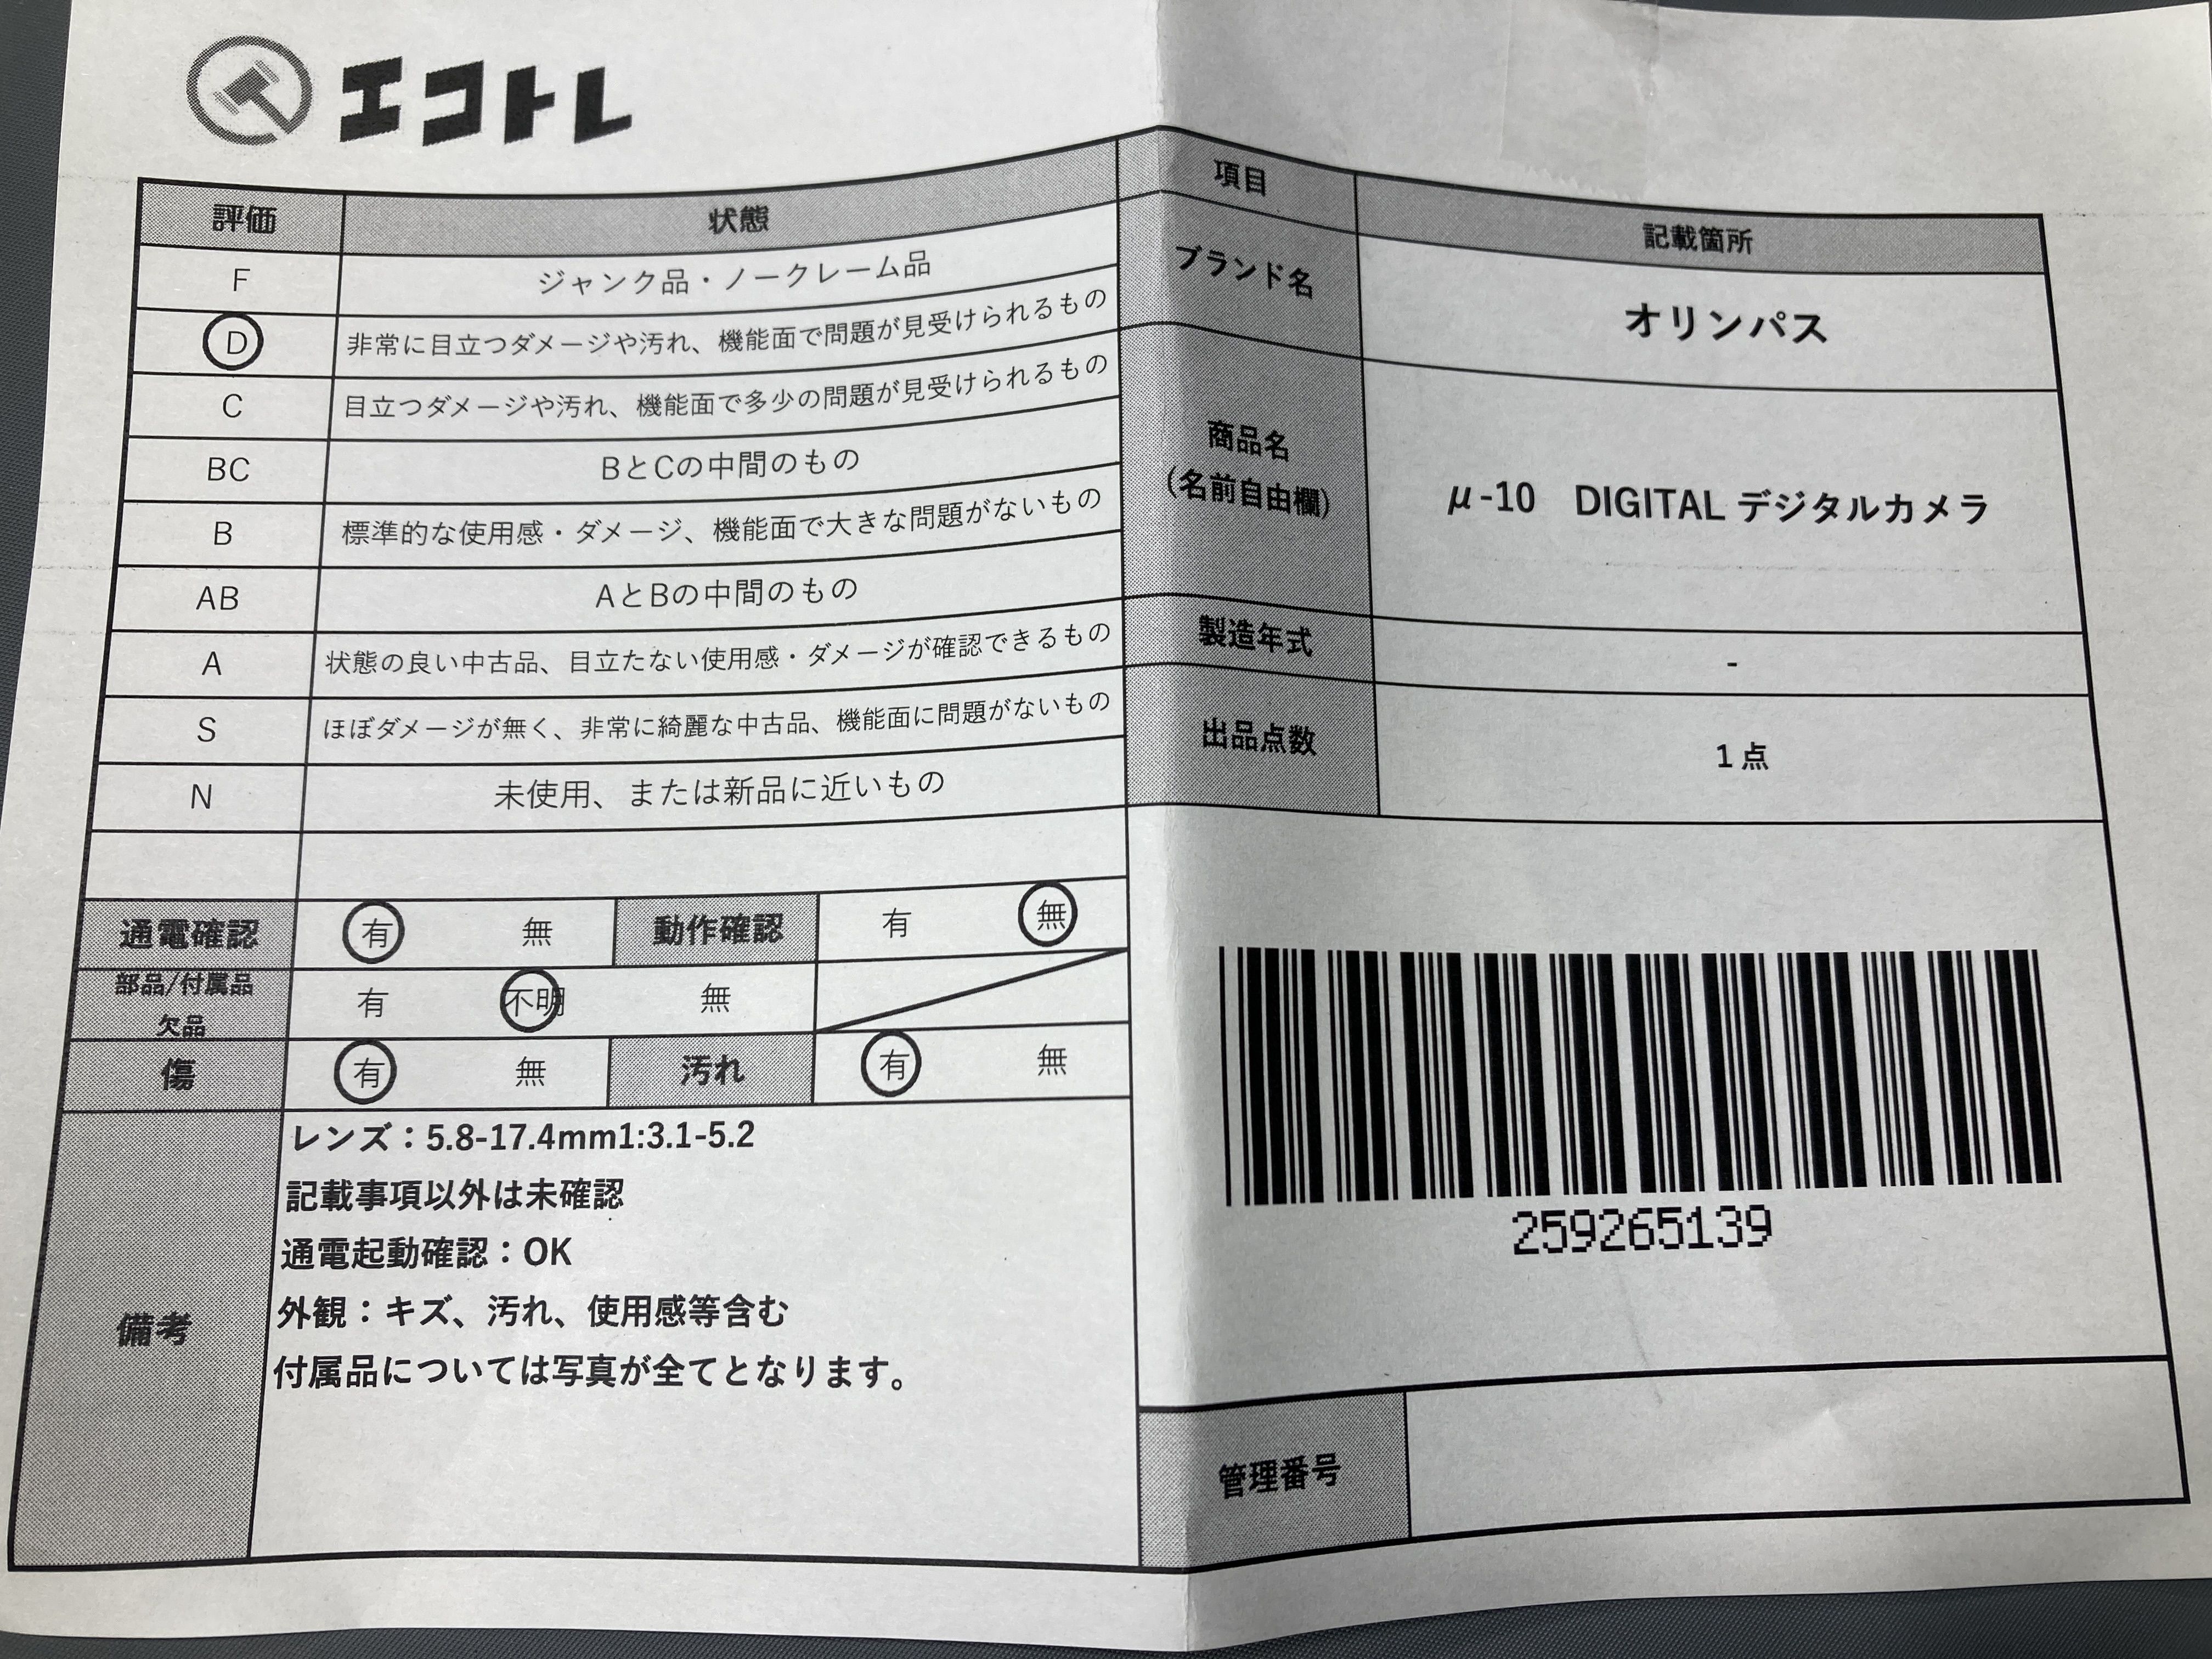 エコトレ
評価 状態
F ジャンク品・ノークレーム品
D 非常に目立つダメージや汚れ、機能面で問題が見受けられるもの
C 目立つダメージや汚れ、機能面で多少の問題が見受けられるもの
BC BとCの中間のもの
B 標準的な使用感・ダメージ、機能面で大きな問題がないもの
AB AとBの中間のもの
A 状態の良い中古品、目立たない使用感・ダメージが確認できるもの
S ほぼダメージが無く、非常に綺麗な中古品、機能面に問題がないもの
N 未使用、または新品に近いもの
通電確認 有 無 動作確認 有 無
部品/付属品
欠品 有 不明 無
傷 有 無 汚れ 有 無
備考
レンズ：5.8-17.4mm1:3.1-5.2
記載事項以外は未確認
通電起動確認：OK
外観：キズ、汚れ、使用感等含む
付属品については写真が全てとなります。
項目 記載箇所
ブランド名 オリンパス
商品名
(名前自由欄) μ-10　DIGITAL デジタルカメラ
製造年式 -
出品点数 1 点
259265139
管理番号